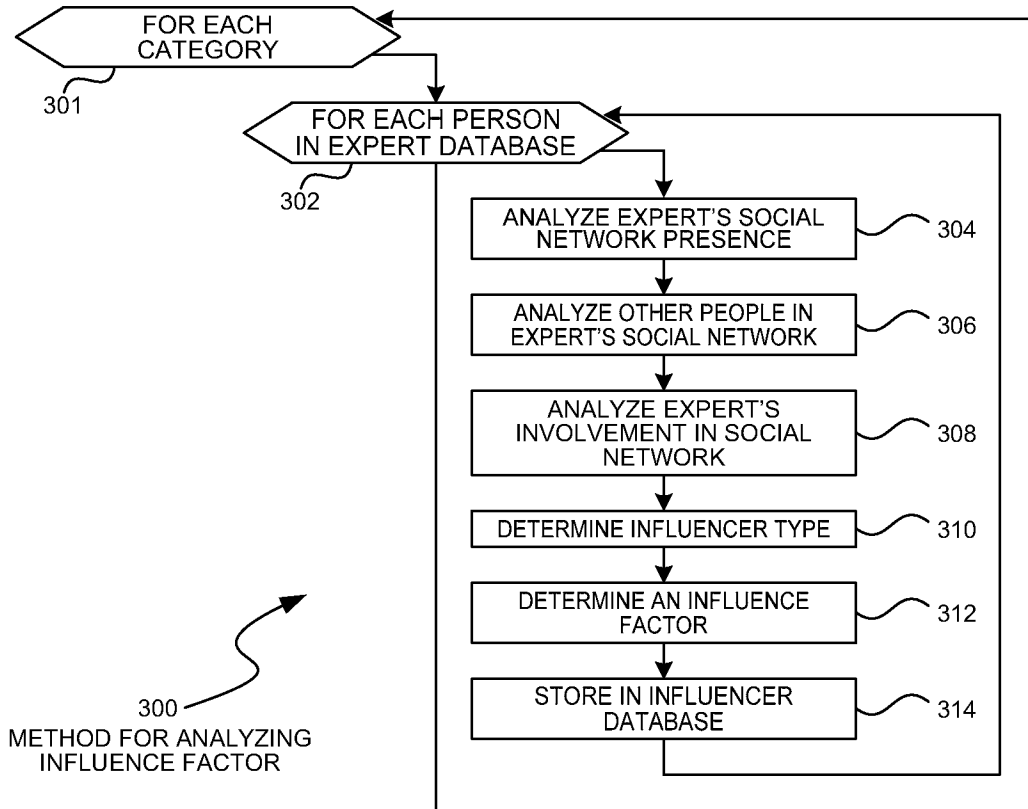 FOR EACH
CATEGORY
301
FOR EACH PERSON
IN EXPERT DATABASE
302
ANALYZE EXPERT’S SOCIAL
NETWORK PRESENCE
304
ANALYZE OTHER PEOPLE IN
EXPERT’S SOCIAL NETWORK
306
ANALYZE EXPERT’S
INVOLVEMENT IN SOCIAL
NETWORK
308
DETERMINE INFLUENCER TYPE
310
DETERMINE AN INFLUENCE
FACTOR
312
STORE IN INFLUENCER
DATABASE
314
300
METHOD FOR ANALYZING
INFLUENCE FACTOR